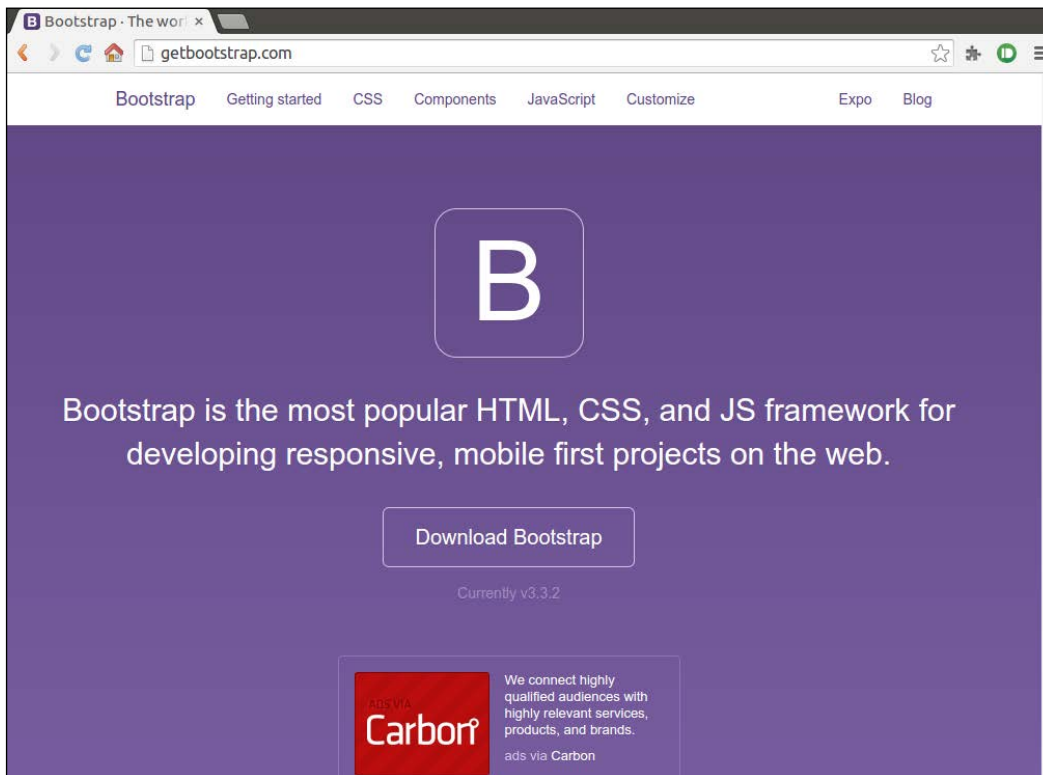 B Bootstrap · The wor
getbootstrap.com
Bootstrap Getting started CSS Components JavaScript Customize Expo Blog
B
Bootstrap is the most popular HTML, CSS, and JS framework for
developing responsive, mobile first projects on the web.
Download Bootstrap
Currently v3.3.2
ADS VIA
Carbon
We connect highly
qualified audiences with
highly relevant services,
products, and brands.
ads via Carbon